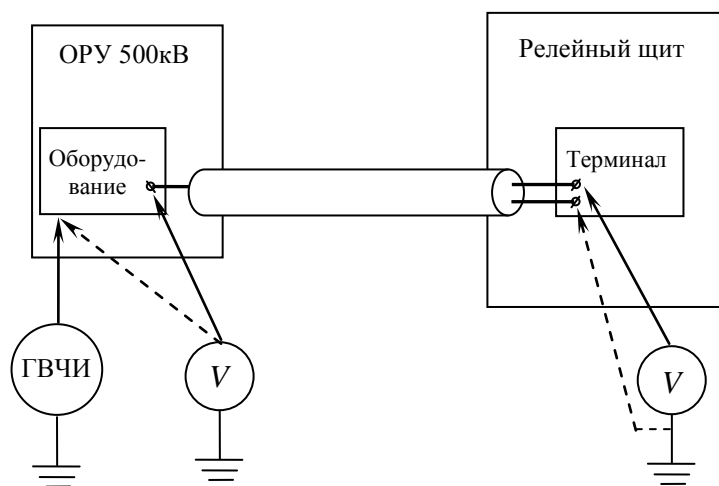 ОРУ 500кВ
Релейный щит
Оборудо-
вание
Терминал
ГВЧИ
V
V